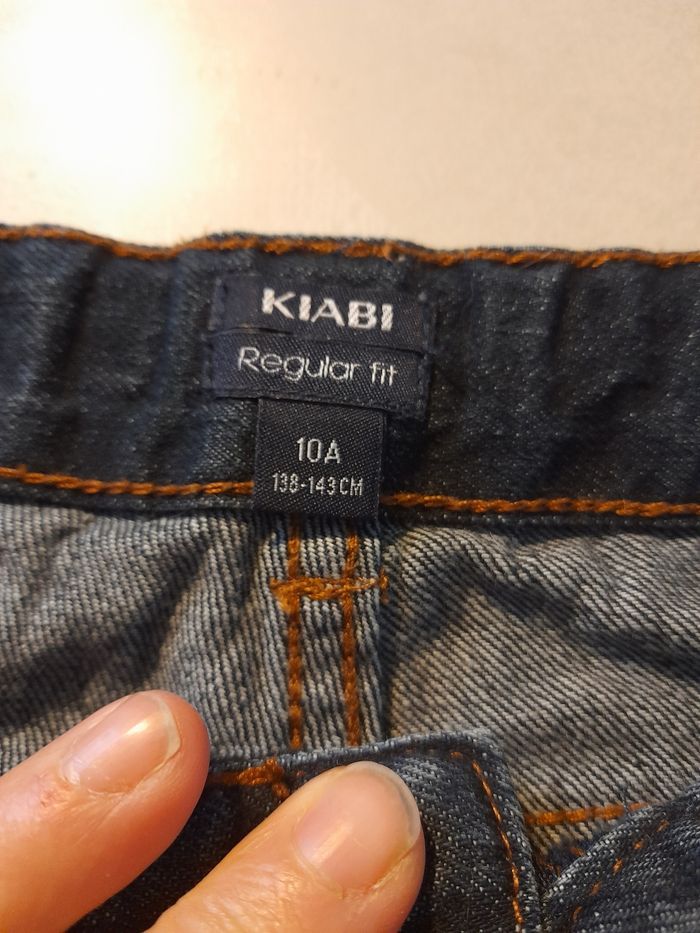 KIABI
Regular fit
10A
138-143CM